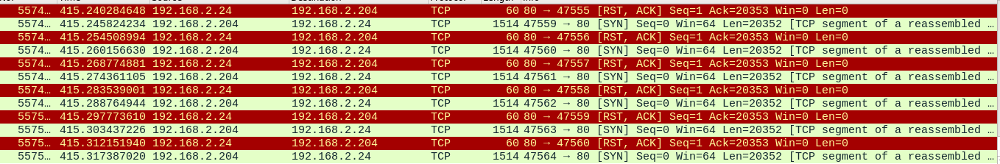 5574… 415.240284648 192.168.2.24 192.168.2.204 TCP 60 80 → 47555 [RST, ACK] Seq=1 Ack=20353 Win=0 Len=0
5574… 415.245824234 192.168.2.204 192.168.2.24 TCP 1514 47559 → 80 [SYN] Seq=0 Win=64 Len=20352 [TCP segment of a reassembled …
5574… 415.254508994 192.168.2.24 192.168.2.204 TCP 60 80 → 47556 [RST, ACK] Seq=1 Ack=20353 Win=0 Len=0
5574… 415.260156630 192.168.2.204 192.168.2.24 TCP 1514 47560 → 80 [SYN] Seq=0 Win=64 Len=20352 [TCP segment of a reassembled …
5574… 415.268774881 192.168.2.24 192.168.2.204 TCP 60 80 → 47557 [RST, ACK] Seq=1 Ack=20353 Win=0 Len=0
5574… 415.274361105 192.168.2.204 192.168.2.24 TCP 1514 47561 → 80 [SYN] Seq=0 Win=64 Len=20352 [TCP segment of a reassembled …
5574… 415.283539001 192.168.2.24 192.168.2.204 TCP 60 80 → 47558 [RST, ACK] Seq=1 Ack=20353 Win=0 Len=0
5574… 415.288764944 192.168.2.204 192.168.2.24 TCP 1514 47562 → 80 [SYN] Seq=0 Win=64 Len=20352 [TCP segment of a reassembled …
5575… 415.297773610 192.168.2.24 192.168.2.204 TCP 60 80 → 47559 [RST, ACK] Seq=1 Ack=20353 Win=0 Len=0
5575… 415.303437226 192.168.2.204 192.168.2.24 TCP 1514 47563 → 80 [SYN] Seq=0 Win=64 Len=20352 [TCP segment of a reassembled …
5575… 415.312151940 192.168.2.24 192.168.2.204 TCP 60 80 → 47560 [RST, ACK] Seq=1 Ack=20353 Win=0 Len=0
5575… 415.317387020 192.168.2.204 192.168.2.24 TCP 1514 47564 → 80 [SYN] Seq=0 Win=64 Len=20352 [TCP segment of a reassembled …